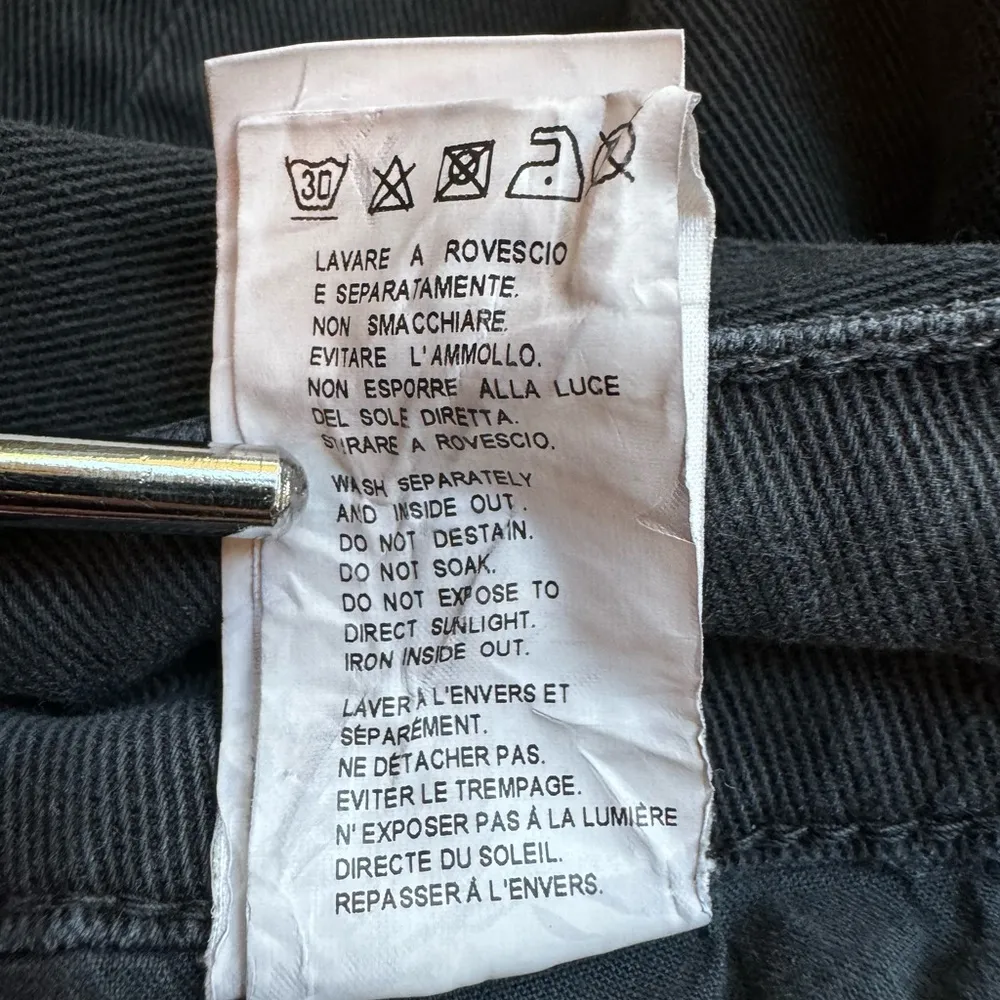 30
LAVARE A ROVESCIO
E SEPARATAMENTE.
NON SMACCHIARE.
EVITARE L'AMMOLLO.
NON ESPORRE ALLA LUCE
DEL SOLE DIRETTA.
STIRARE A ROVESCIO.
WASH SEPARATELY
AND INSIDE OUT.
DO NOT DESTAIN.
DO NOT SOAK.
DO NOT EXPOSE TO
DIRECT SUNLIGHT.
IRON INSIDE OUT.
LAVER À L'ENVERS ET
SÉPARÉMENT.
NE DÉTACHER PAS.
EVITER LE TREMPAGE.
N'EXPOSER PAS Á LA LUMIÈRE
DIRECTE DU SOLEIL.
REPASSER Á L'ENVERS.